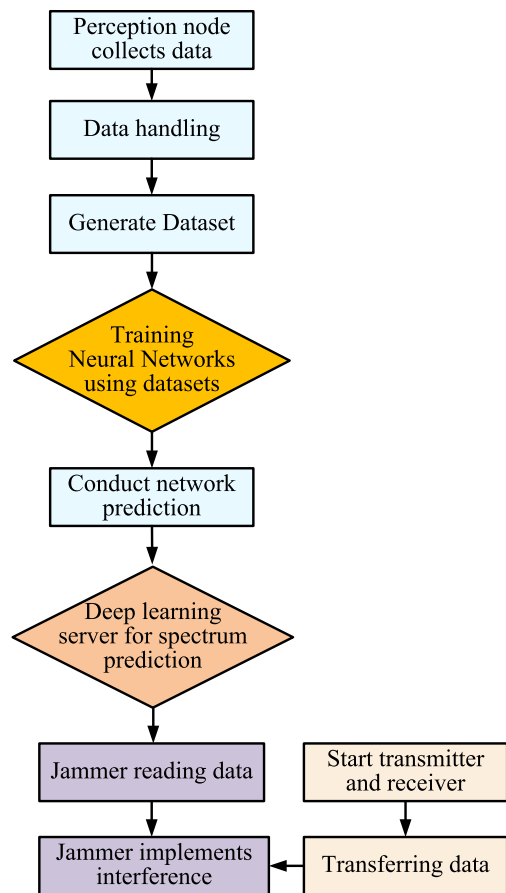 Perception node
collects data
Data handling
Generate Dataset
Training
Neural Networks
using datasets
Conduct network
prediction
Deep learning
server for spectrum
prediction
Jammer reading data
Start transmitter
and receiver
Jammer implements
interference
Transferring data